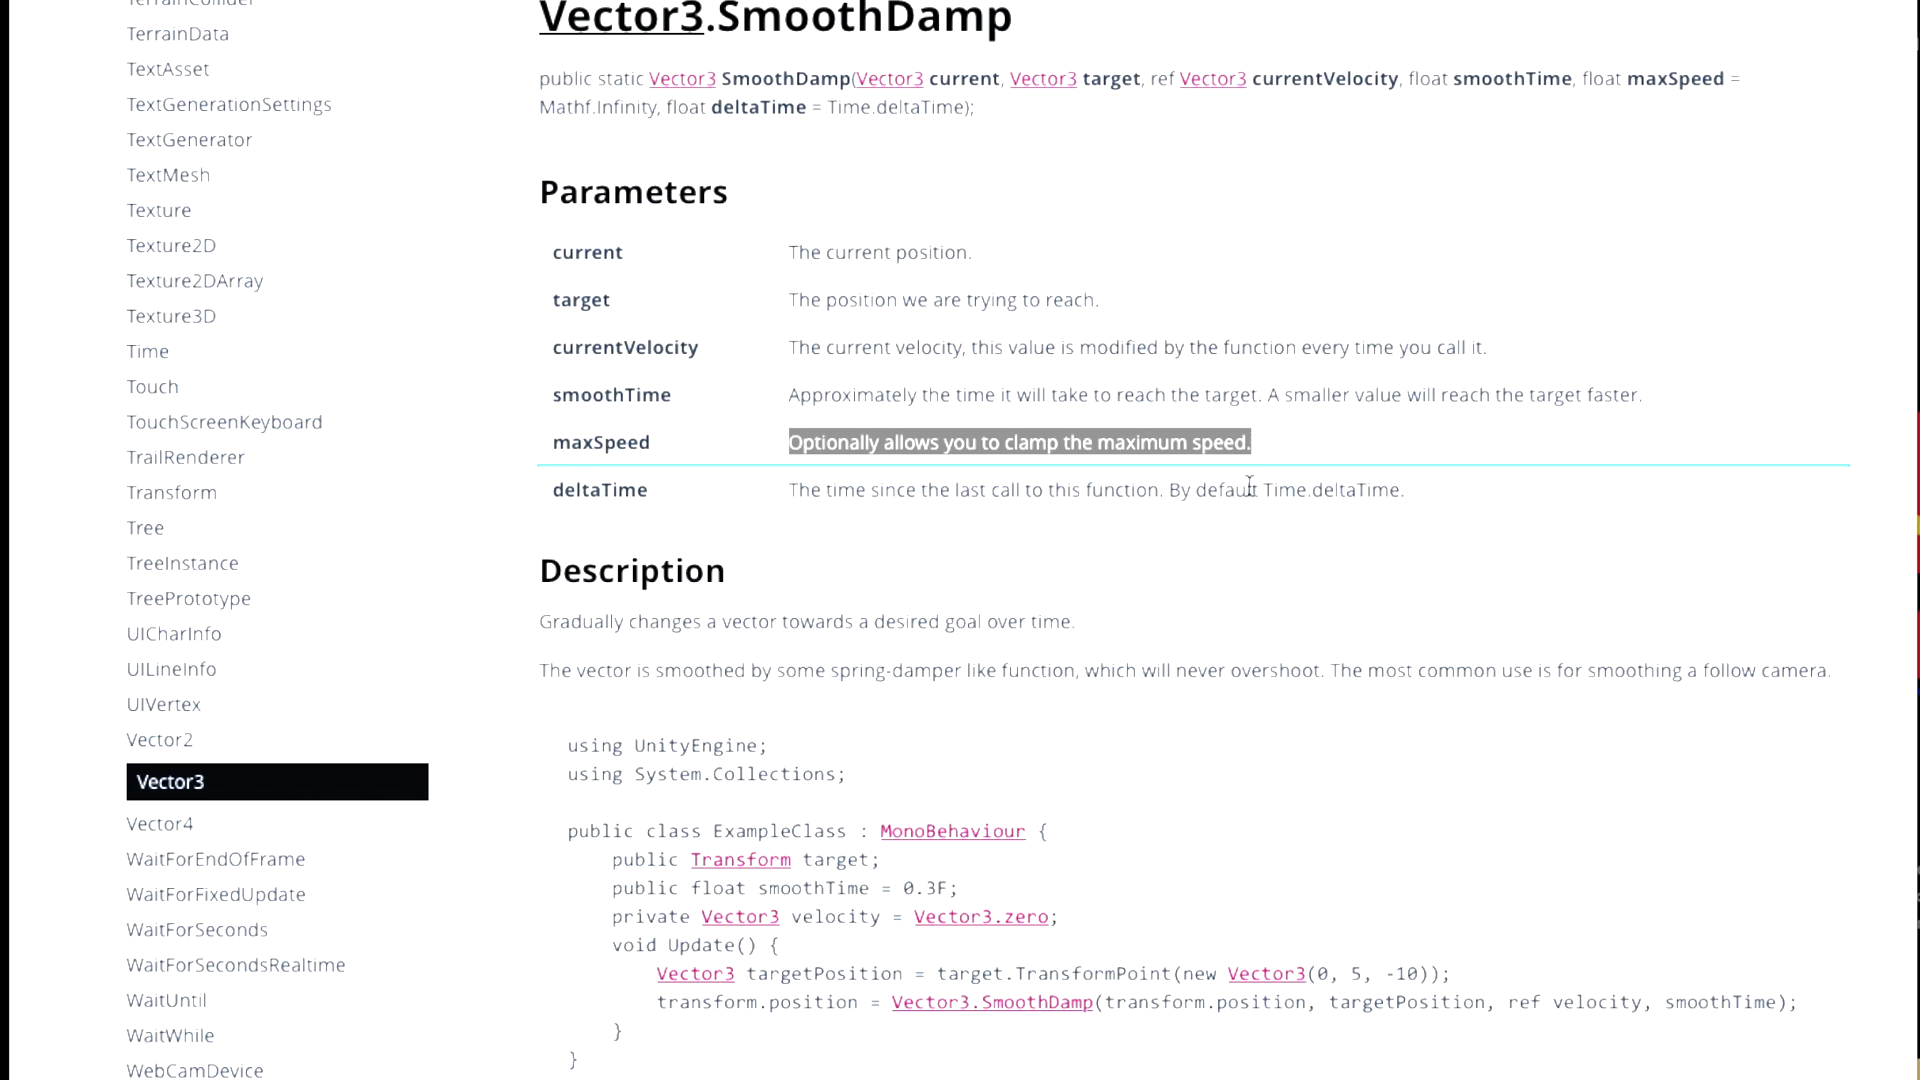 TerrainCollider
TerrainData
TextAsset
TextGenerationSettings
TextGenerator
TextMesh
Texture
Texture2D
Texture2DArray
Texture3D
Time
Touch
TouchScreenKeyboard
TrailRenderer
Transform
Tree
TreeInstance
TreePrototype
UICharInfo
UILineInfo
UIVertex
Vector2
Vector3
Vector4
WaitForEndOfFrame
WaitForFixedUpdate
WaitForSeconds
WaitForSecondsRealtime
WaitUntil
WaitWhile
WebCamDevice
Vector3.SmoothDamp
public static Vector3 SmoothDamp(Vector3 current, Vector3 target, ref Vector3 currentVelocity, float smoothTime, float maxSpeed =
Mathf.Infinity, float deltaTime = Time.deltaTime);
Parameters
current The current position.
target The position we are trying to reach.
currentVelocity The current velocity, this value is modified by the function every time you call it.
smoothTime Approximately the time it will take to reach the target. A smaller value will reach the target faster.
maxSpeed Optionally allows you to clamp the maximum speed.
deltaTime The time since the last call to this function. By default Time.deltaTime.
Description
Gradually changes a vector towards a desired goal over time.
The vector is smoothed by some spring-damper like function, which will never overshoot. The most common use is for smoothing a follow camera.
using UnityEngine;
using System.Collections;
public class ExampleClass : MonoBehaviour {
public Transform target;
public float smoothTime = 0.3F;
private Vector3 velocity = Vector3.zero;
void Update() {
Vector3 targetPosition = target.TransformPoint(new Vector3(0, 5, -10));
transform.position = Vector3.SmoothDamp(transform.position, targetPosition, ref velocity, smoothTime);
}
}